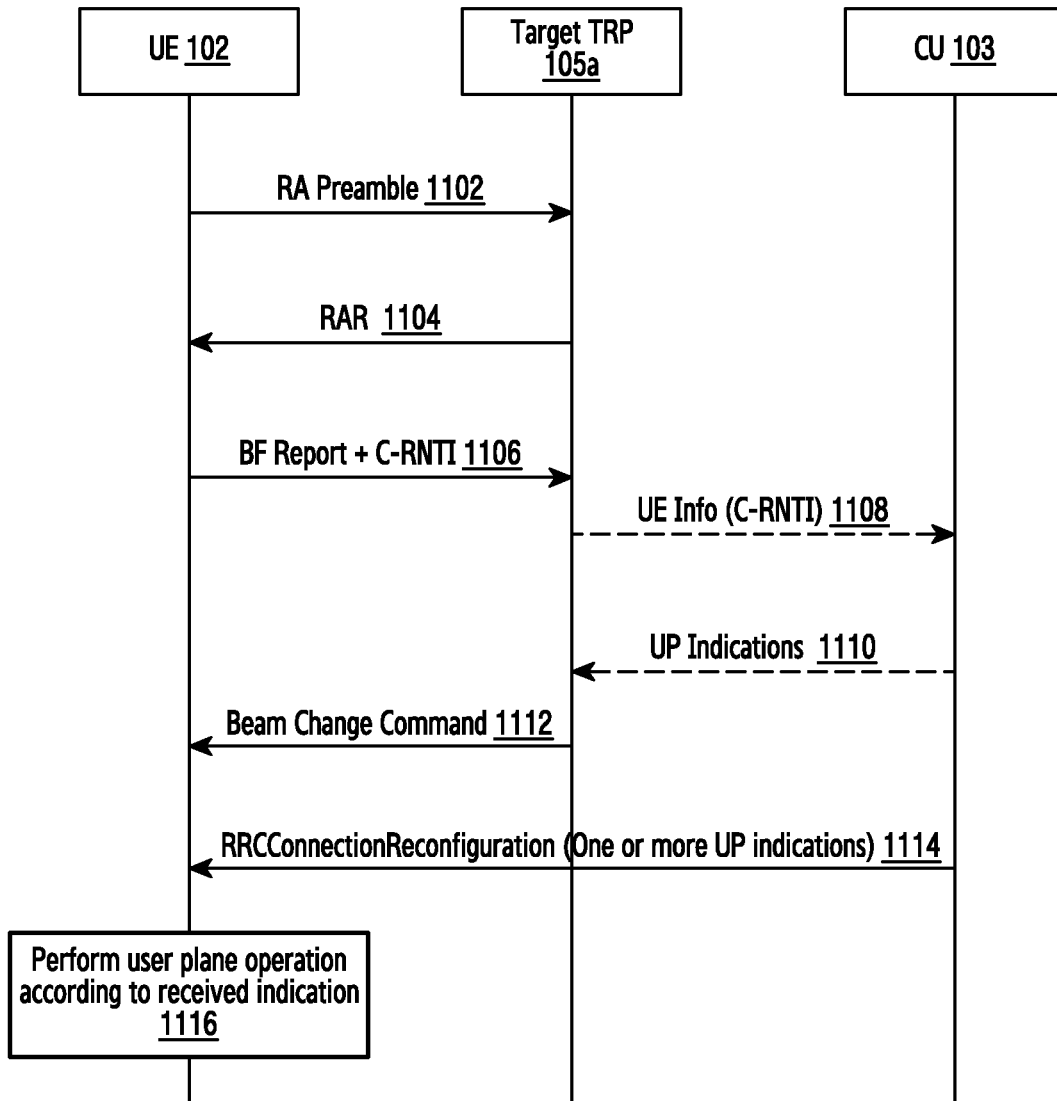 UE 102
Target TRP
105a
CU 103
RA Preamble 1102
RAR 1104
BF Report + C-RNTI 1106
UE Info (C-RNTI) 1108
UP Indications 1110
Beam Change Command 1112
RRCConnectionReconfiguration (One or more UP indications) 1114
Perform user plane operation
according to received indication
1116